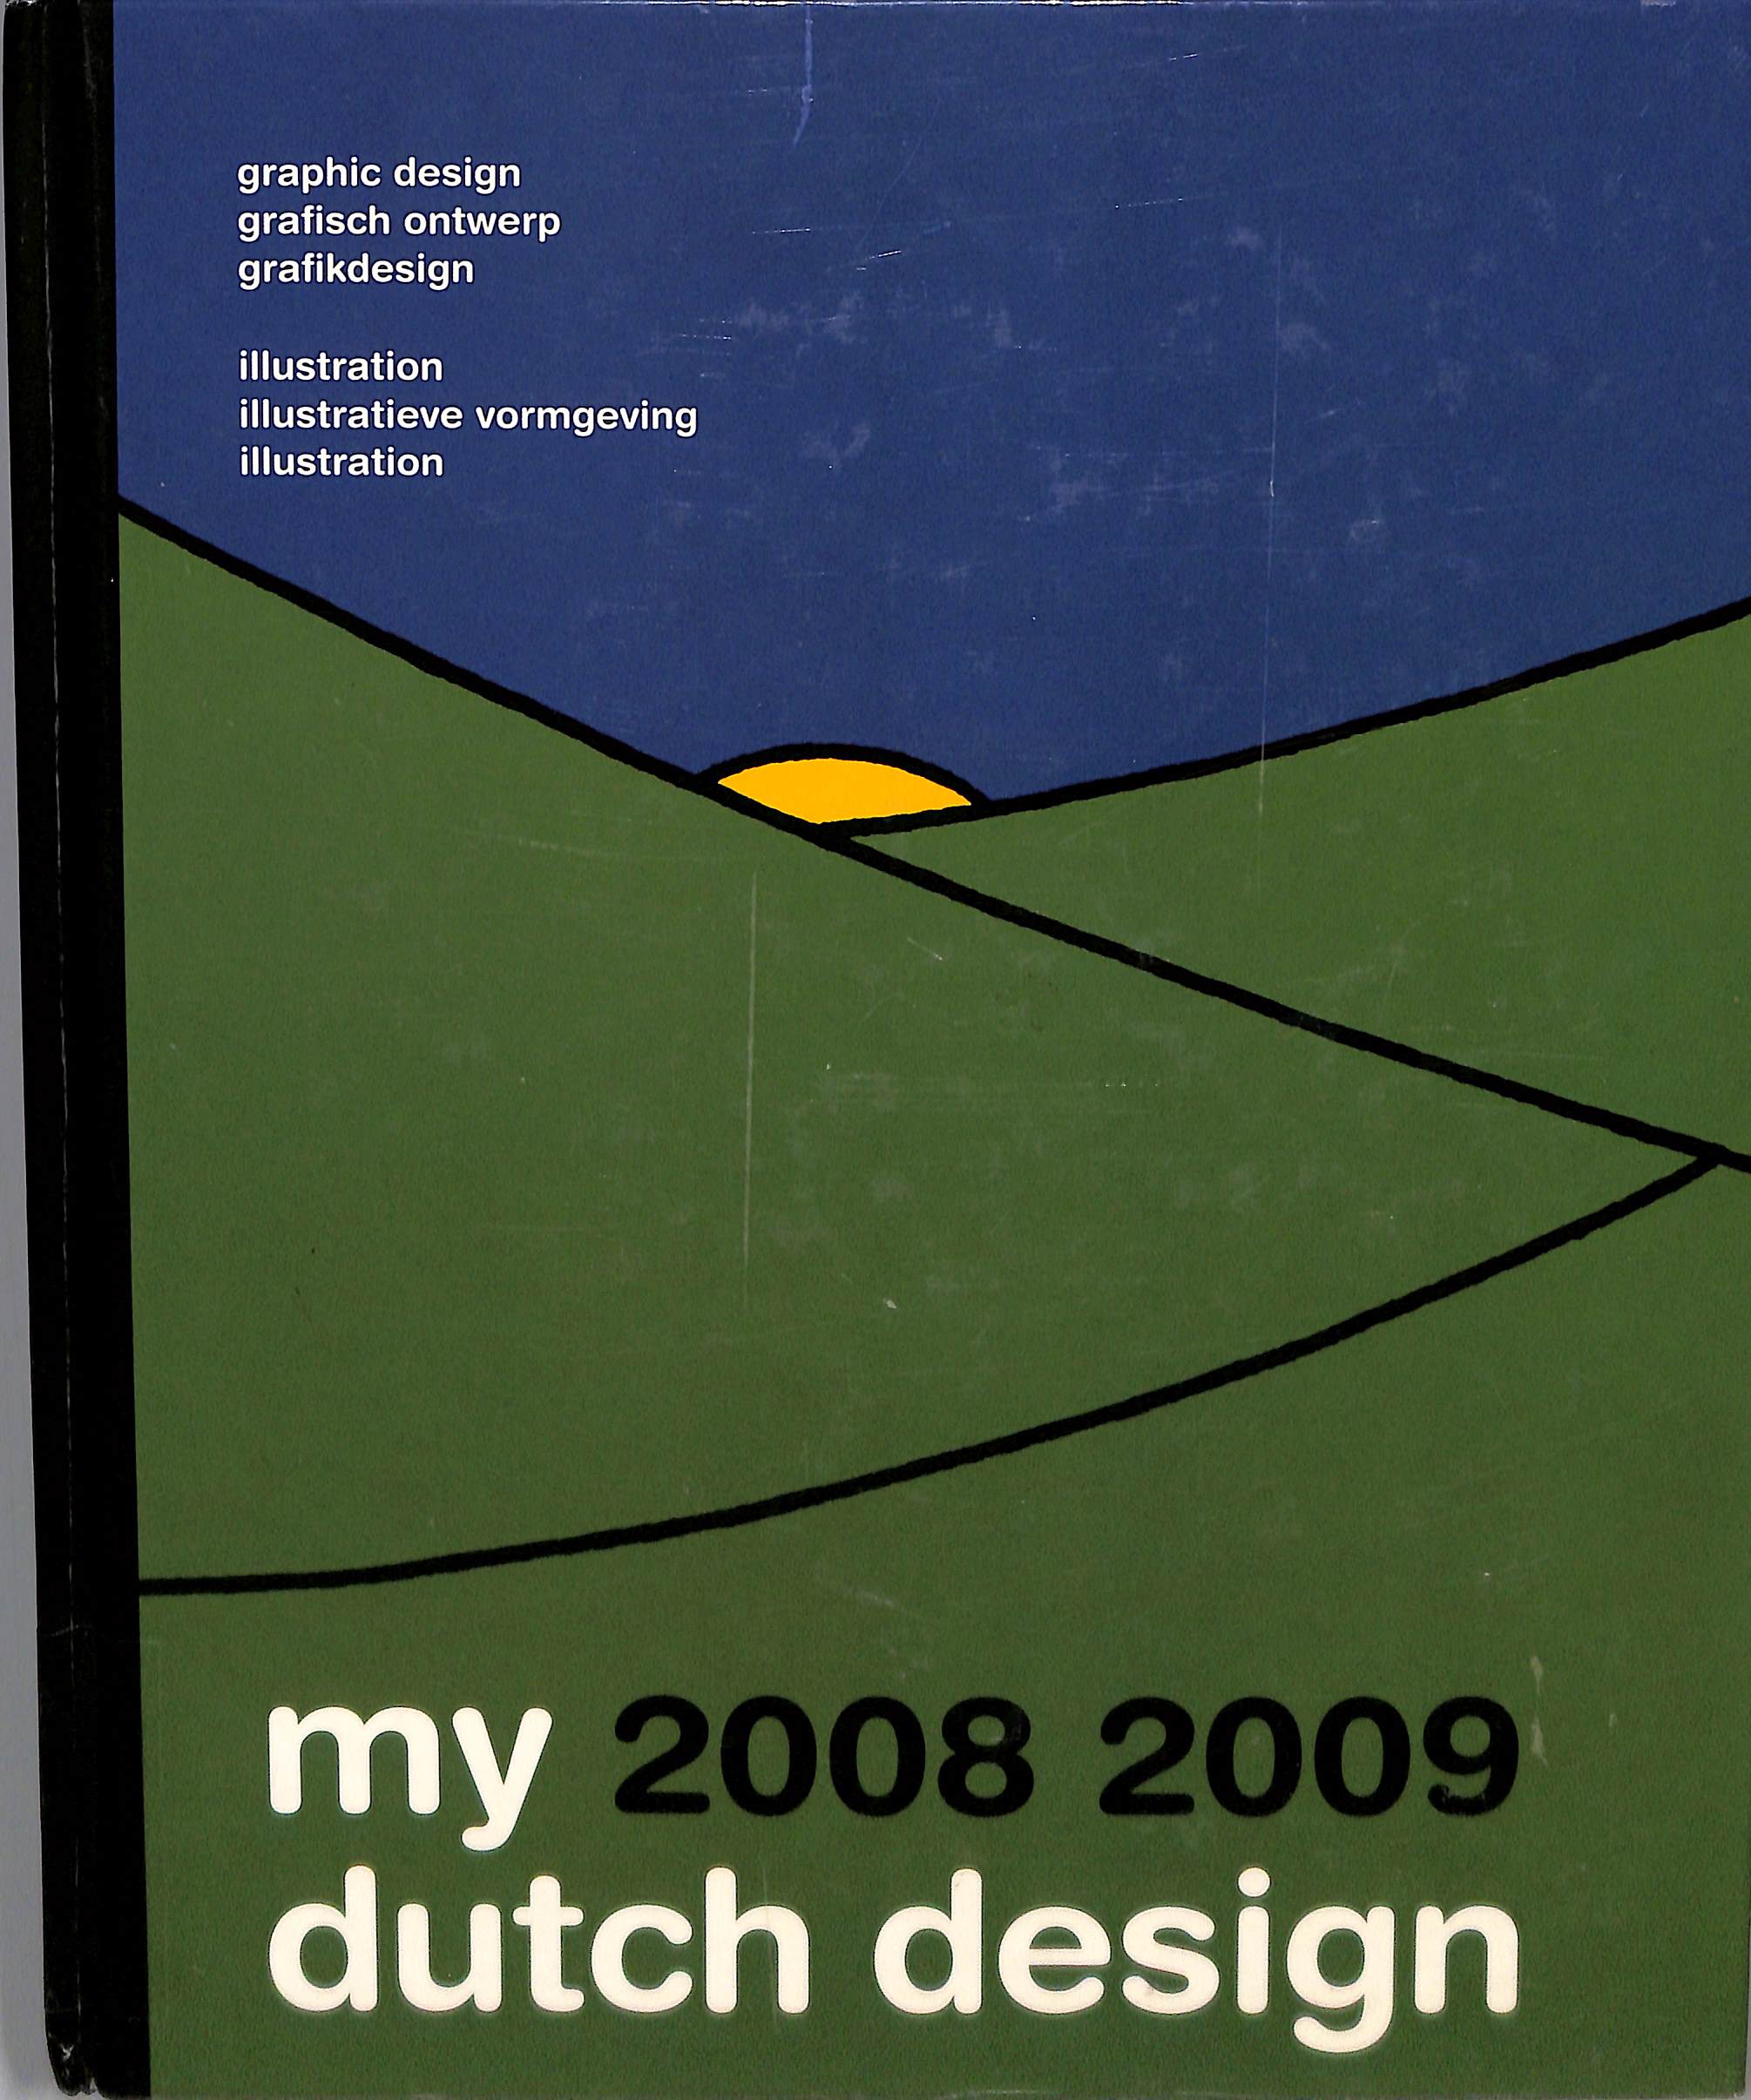 graphic design
grafisch ontwerp
grafikdesign
illustration
illustratieve vormgeving
illustration
my 2008 2009
dutch design